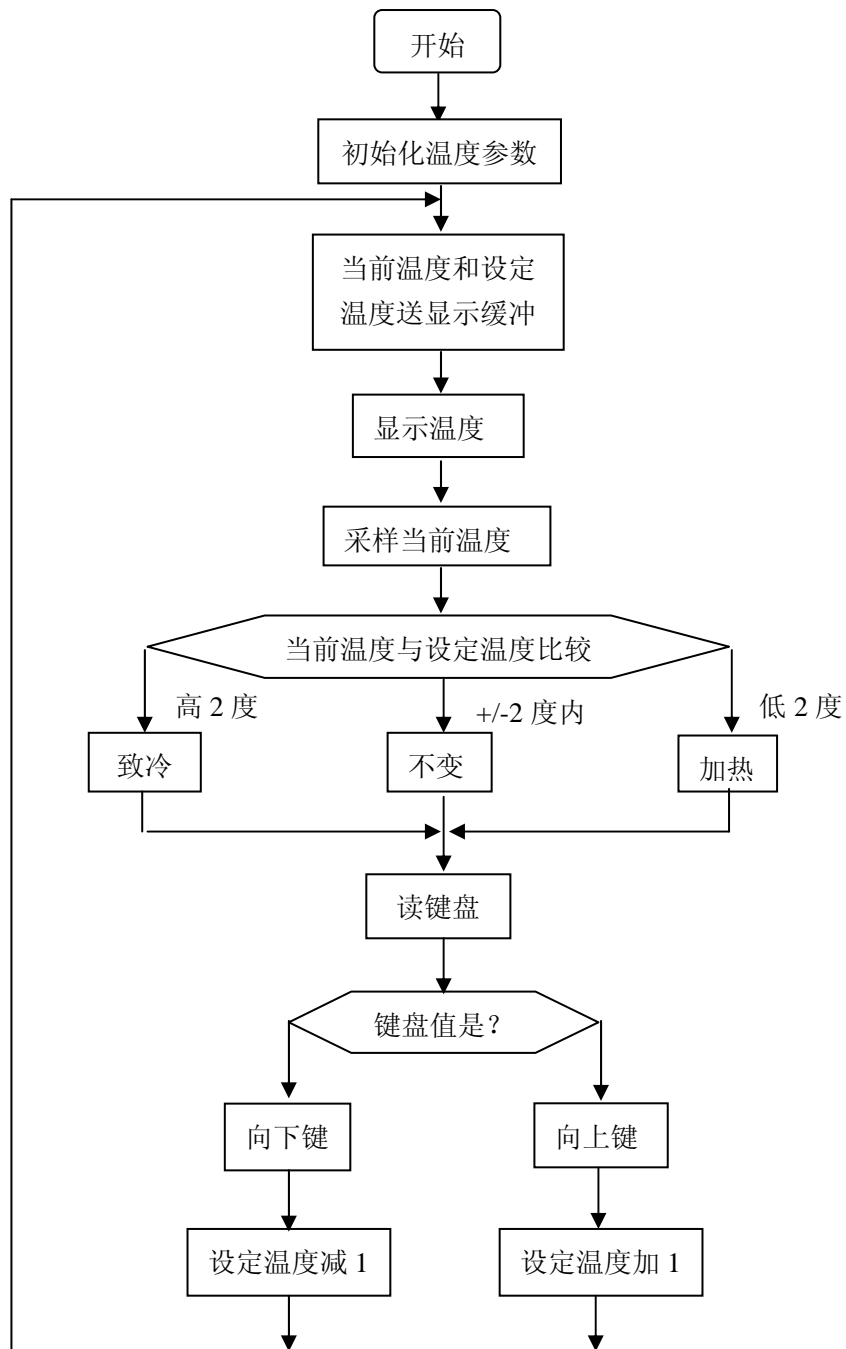 开始
初始化温度参数
当前温度和设定
温度送显示缓冲
显示温度
采样当前温度
当前温度与设定温度比较
高 2 度
+/-2 度内
低 2 度
致冷
不变
加热
读键盘
键盘值是？
向下键
向上键
设定温度减 1
设定温度加 1